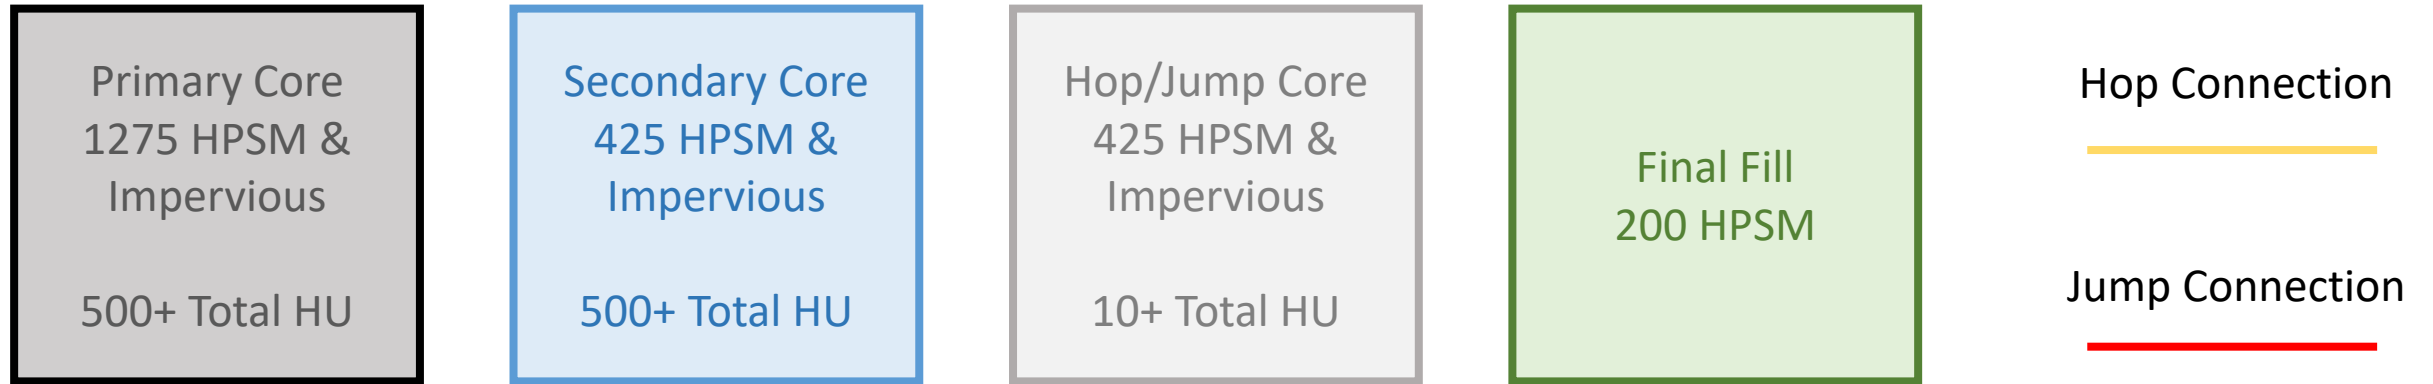 Primary Core
1275 HPSM &
Impervious
500+ Total HU
Secondary Core
425 HPSM &
Impervious
500+ Total HU
Hop/Jump Core
425 HPSM &
Impervious
10+ Total HU
Final Fill
200 HPSM
Hop Connection
Jump Connection